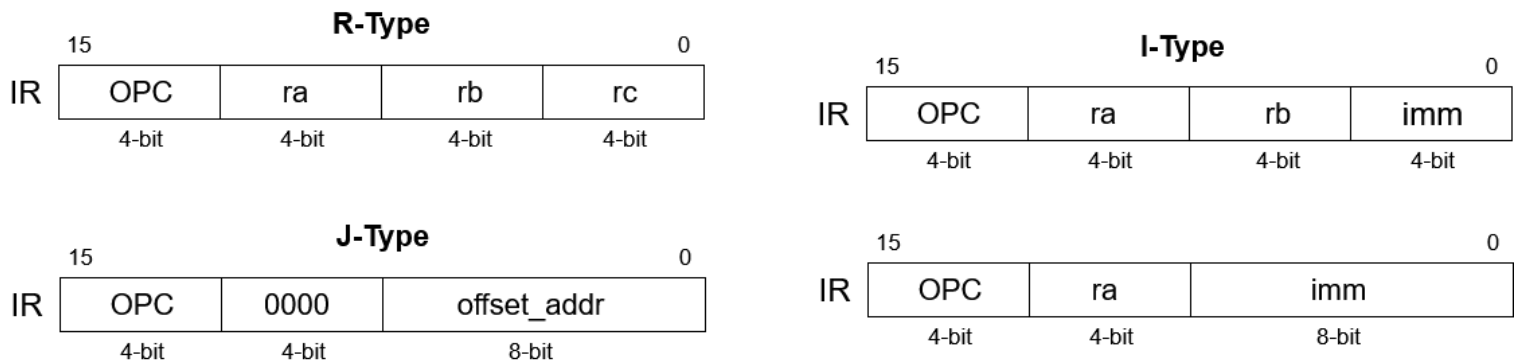 R-Type
15 0
IR OPC ra rb rc
4-bit 4-bit 4-bit 4-bit
I-Type
15 0
IR OPC ra rb imm
4-bit 4-bit 4-bit 4-bit
J-Type
15 0
IR OPC 0000 offset_addr
4-bit 4-bit 8-bit
15 0
IR OPC ra imm
4-bit 4-bit 8-bit